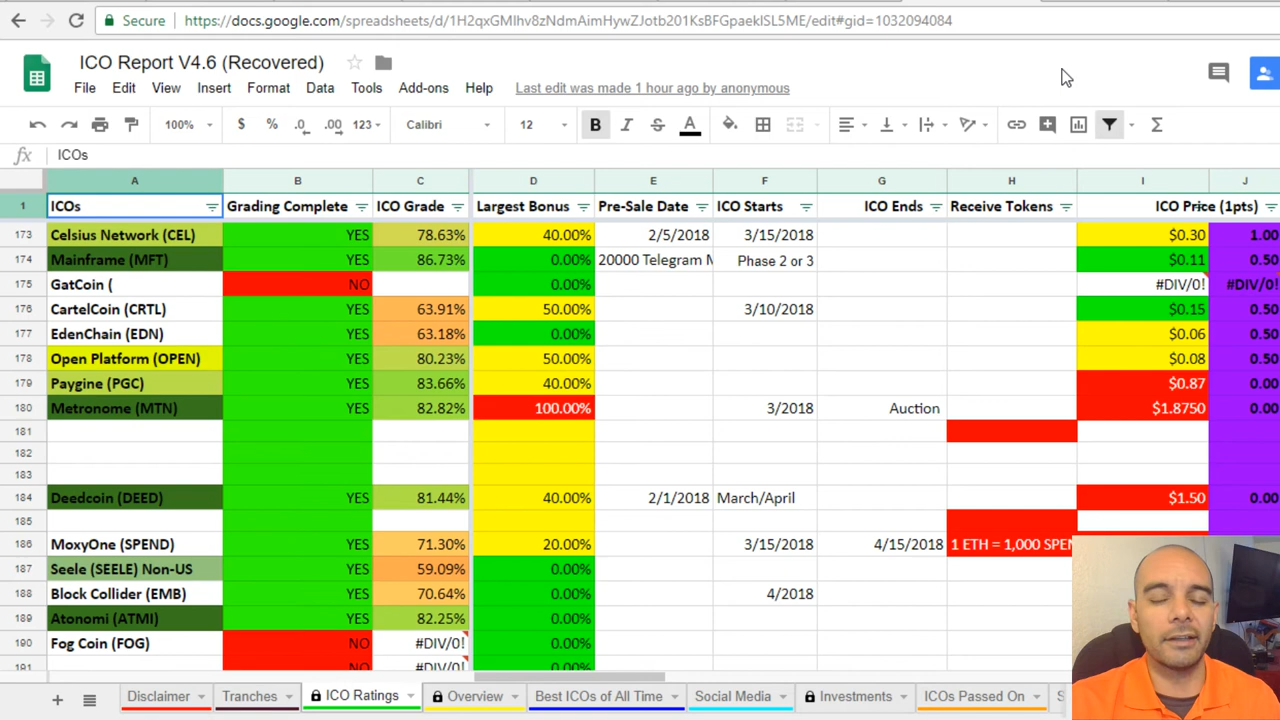 Secure https://docs.google.com/spreadsheets/d/1H2qxGMIhv8zNdmAimHywZJotb201KsBFGpaekISL5ME/edit#gid=1032094084
ICO Report V4.6 (Recovered)
File Edit View Insert Format Data Tools Add-ons Help Last edit was made 1 hour ago by anonymous
100% $ % .0 .00 123 Calibri 12 B I S A Σ
fx ICOs
A B C D E F G H I J
1 ICOs Grading Complete ICO Grade Largest Bonus Pre-Sale Date ICO Starts ICO Ends Receive Tokens ICO Price (1pts)
173 Celsius Network (CEL) YES 78.63% 40.00% 2/5/2018 3/15/2018 $0.30 1.00
174 Mainframe (MFT) YES 86.73% 0.00% 20000 Telegram M Phase 2 or 3 $0.11 0.50
175 GatCoin ( NO 0.00% #DIV/0! #DIV/0!
176 CartelCoin (CRTL) YES 63.91% 50.00% 3/10/2018 $0.15 0.50
177 EdenChain (EDN) YES 63.18% 0.00% $0.06 0.50
178 Open Platform (OPEN) YES 80.23% 50.00% $0.08 0.50
179 Paygine (PGC) YES 83.66% 40.00% $0.87 0.00
180 Metronome (MTN) YES 82.82% 100.00% 3/2018 Auction $1.8750 0.00
181
182
183
184 Deedcoin (DEED) YES 81.44% 40.00% 2/1/2018 March/April $1.50 0.00
185
186 MoxyOne (SPEND) YES 71.30% 20.00% 3/15/2018 4/15/2018 1 ETH = 1,000 SPEN
187 Seele (SEELE) Non-US YES 59.09% 0.00%
188 Block Collider (EMB) YES 70.64% 0.00% 4/2018
189 Atonomi (ATMI) YES 82.25% 0.00%
190 Fog Coin (FOG) NO #DIV/0! 0.00%
191 NO #DIV/0! 0.00%
Disclaimer Tranches ICO Ratings Overview Best ICOs of All Time Social Media Investments ICOs Passed On